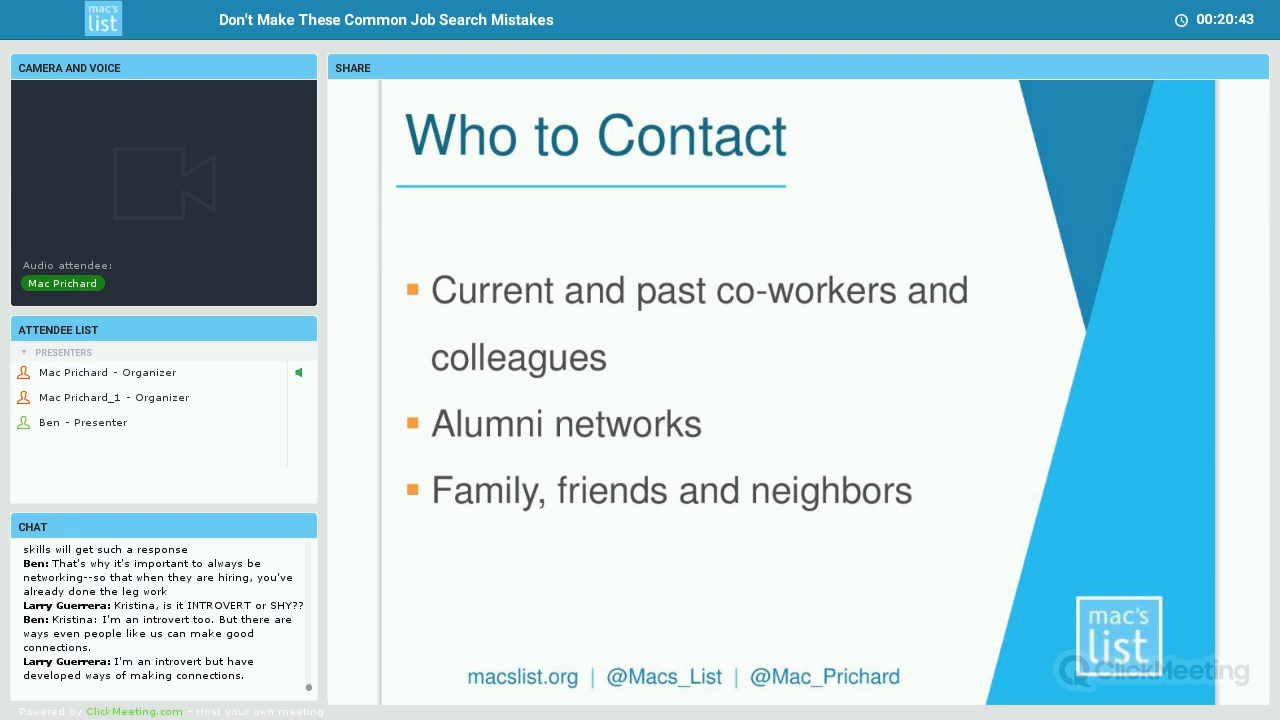 mac's
list
Don't Make These Common Job Search Mistakes
00:20:43
CAMERA AND VOICE
Audio attendee:
Mac Prichard
ATTENDEE LIST
PRESENTERS
Mac Prichard - Organizer
Mac Prichard_1 - Organizer
Ben - Presenter
CHAT
skills will get such a response
Ben: That's why it's important to always be
networking--so that when they are hiring, you've
already done the leg work
Larry Guerrera: Kristina, is it INTROVERT or SHY??
Ben: Kristina: I'm an introvert too. But there are
ways even people like us can make good
connections.
Larry Guerrera: I'm an introvert but have
developed ways of making connections.
Powered by ClickMeeting.com - Host your own meeting
SHARE
Who to Contact
Current and past co-workers and
colleagues
Alumni networks
Family, friends and neighbors
mac's
list
ClickMeeting
macslist.org | @Macs_List | @Mac_Prichard